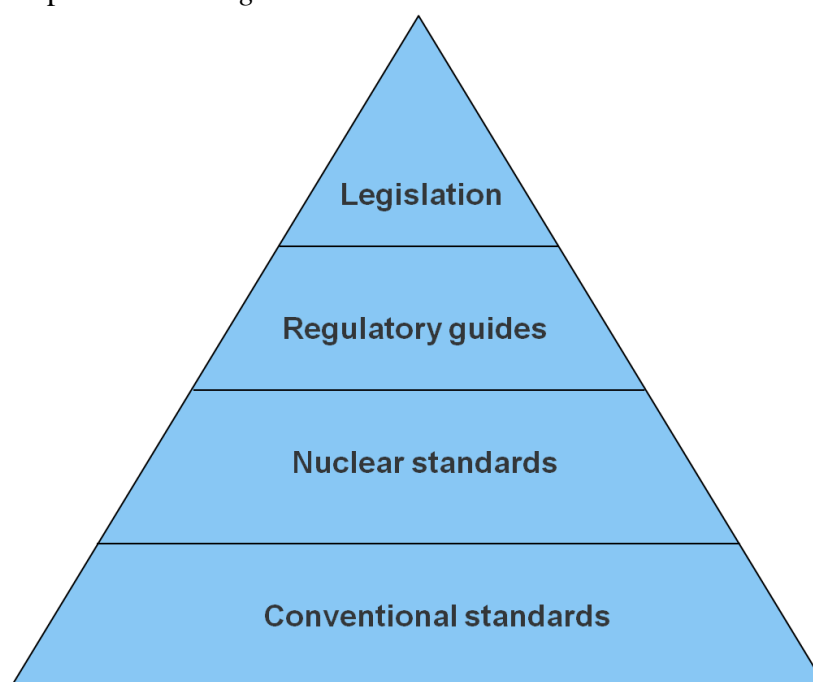 Legislation
Regulatory guides
Nuclear standards
Conventional standards